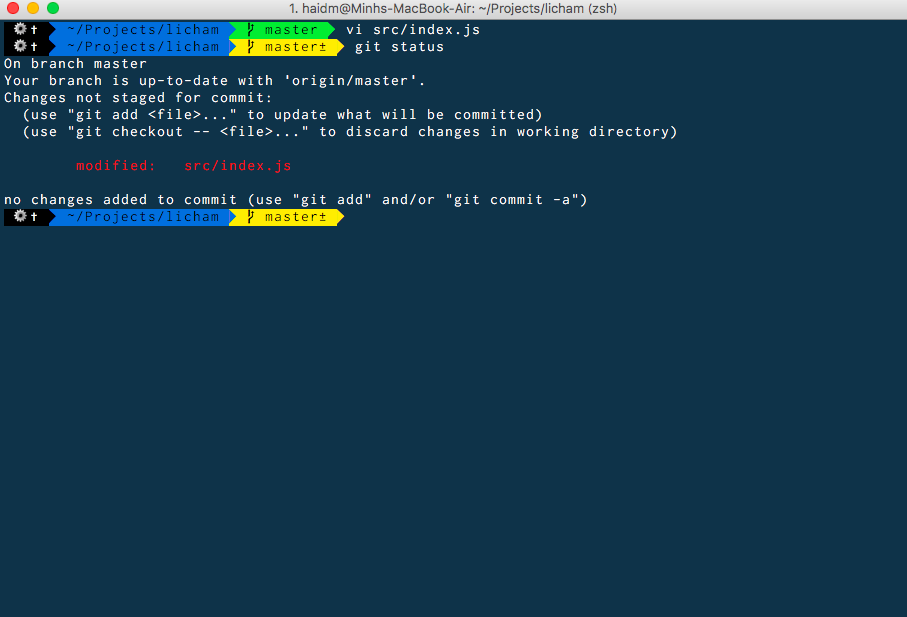 1. haidm@Minhs-MacBook-Air: ~/Projects/licham (zsh)
~/Projects/licham master vi src/index.js
~/Projects/licham master± git status
On branch master
Your branch is up-to-date with 'origin/master'.
Changes not staged for commit:
(use "git add <file>..." to update what will be committed)
(use "git checkout -- <file>..." to discard changes in working directory)
modified: src/index.js
no changes added to commit (use "git add" and/or "git commit -a")
~/Projects/licham master±